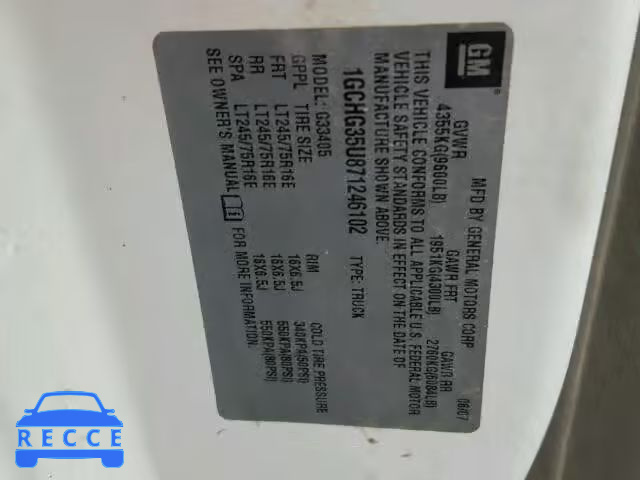 GM
MFD BY GENERAL MOTORS CORP 06/07
GVWR GAWR FRT GAWR RR
4355KG(9600LB) 1951KG(4300LB) 2760KG(6084LB)
THIS VEHICLE CONFORMS TO ALL APPLICABLE U.S. FEDERAL MOTOR
VEHICLE SAFETY STANDARDS IN EFFECT ON THE DATE OF
MANUFACTURE SHOWN ABOVE.
1GCHG35U871246102 TYPE: TRUCK
MODEL: G33405
GPPL TIRE SIZE RIM COLD TIRE PRESSURE
FRT LT245/75R16E 16X6.5J 340KPA(50PSI)
RR LT245/75R16E 16X6.5J 550KPA(80PSI)
SPA LT245/75R16E 16X6.5J 550KPA(80PSI)
SEE OWNER'S MANUAL FOR MORE INFORMATION
RECCE